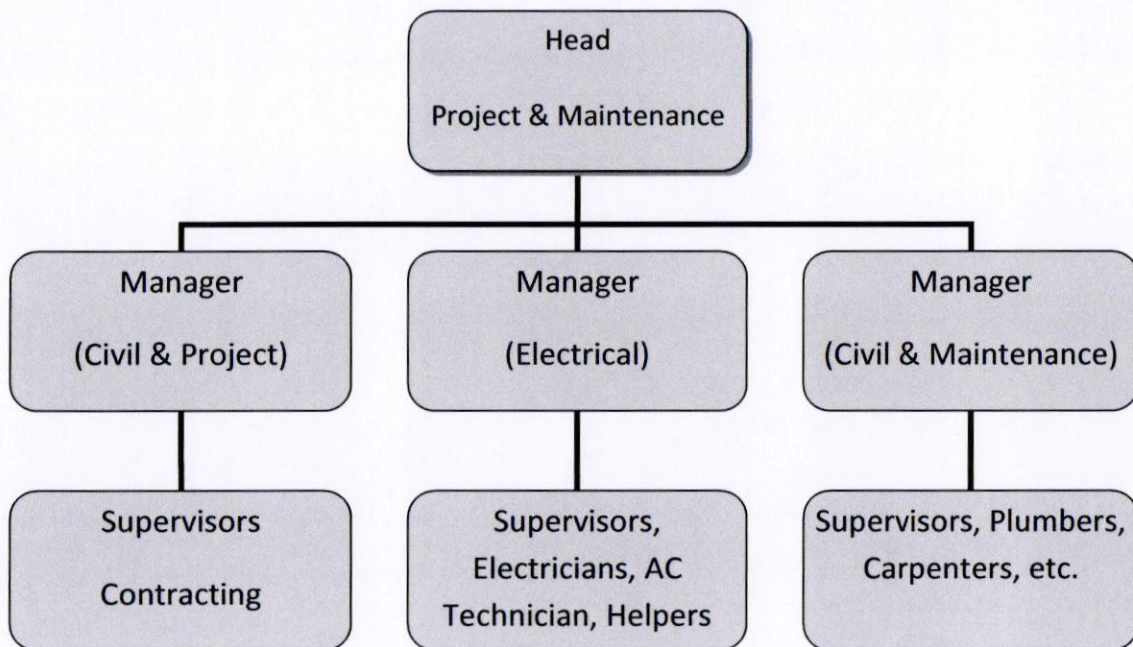 Head
Project & Maintenance
Manager
(Civil & Project)
Manager
(Electrical)
Manager
(Civil & Maintenance)
Supervisors
Contracting
Supervisors,
Electricians, AC
Technician, Helpers
Supervisors, Plumbers,
Carpenters, etc.